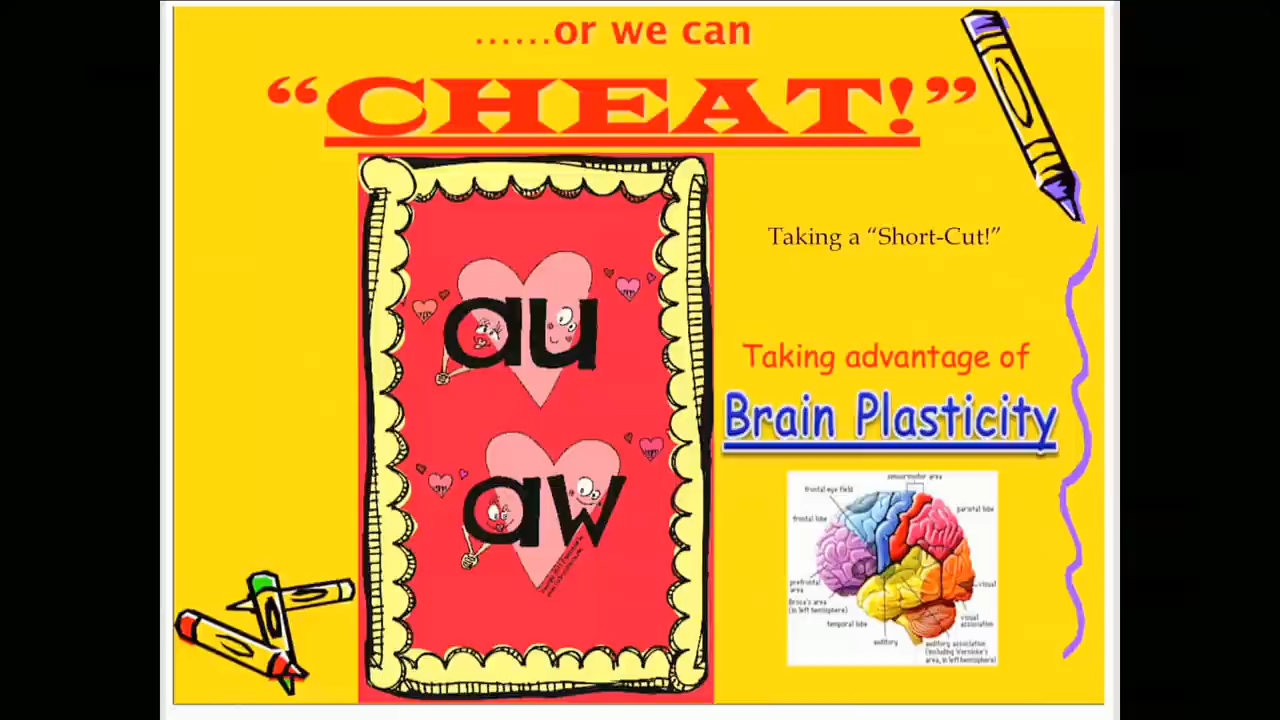 ......or we can
“CHEAT!”
au
aw
Taking a “Short-Cut!”
Taking advantage of
Brain Plasticity
sensorimotor area
frontal eye field
parietal lobe
frontal lobe
prefrontal
area
visual
Broca's area
(in left hemisphere)
visual
association
temporal lobe
auditory
auditory association
(including Wernicke's
area, in left hemisphere)